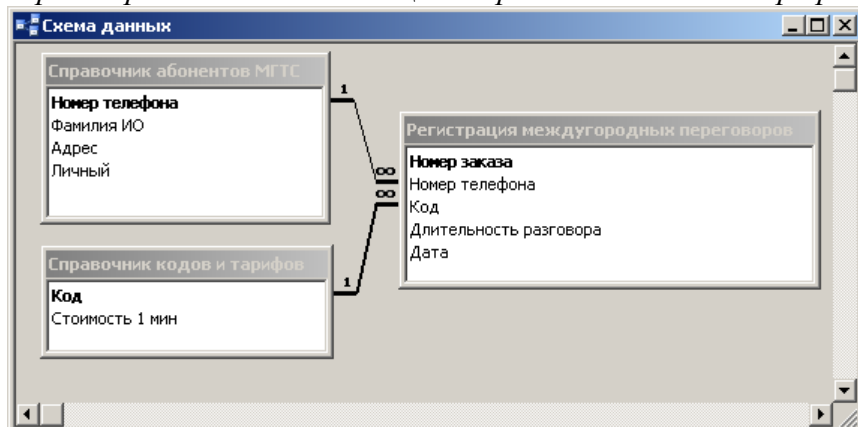 Схема данных
Справочник абонентов МГТС
Номер телефона
Фамилия ИО
Адрес
Личный
1
∞
∞
1
Регистрация междугородных переговоров
Номер заказа
Номер телефона
Код
Длительность разговора
Дата
Справочник кодов и тарифов
Код
Стоимость 1 мин